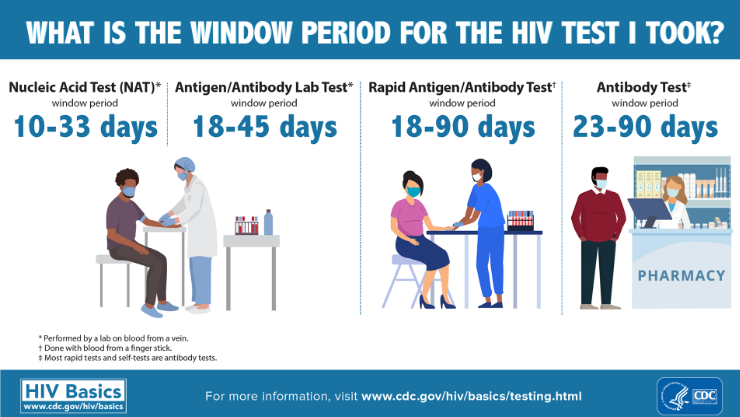 WHAT IS THE WINDOW PERIOD FOR THE HIV TEST I TOOK?
Nucleic Acid Test (NAT)*
window period
10-33 days
Antigen/Antibody Lab Test*
window period
18-45 days
Rapid Antigen/Antibody Test†
window period
18-90 days
Antibody Test‡
window period
23-90 days
PHARMACY
* Performed by a lab on blood from a vein.
† Done with blood from a finger stick.
‡ Most rapid tests and self-tests are antibody tests.
HIV Basics
www.cdc.gov/hiv/basics
For more information, visit www.cdc.gov/hiv/basics/testing.html
CDC